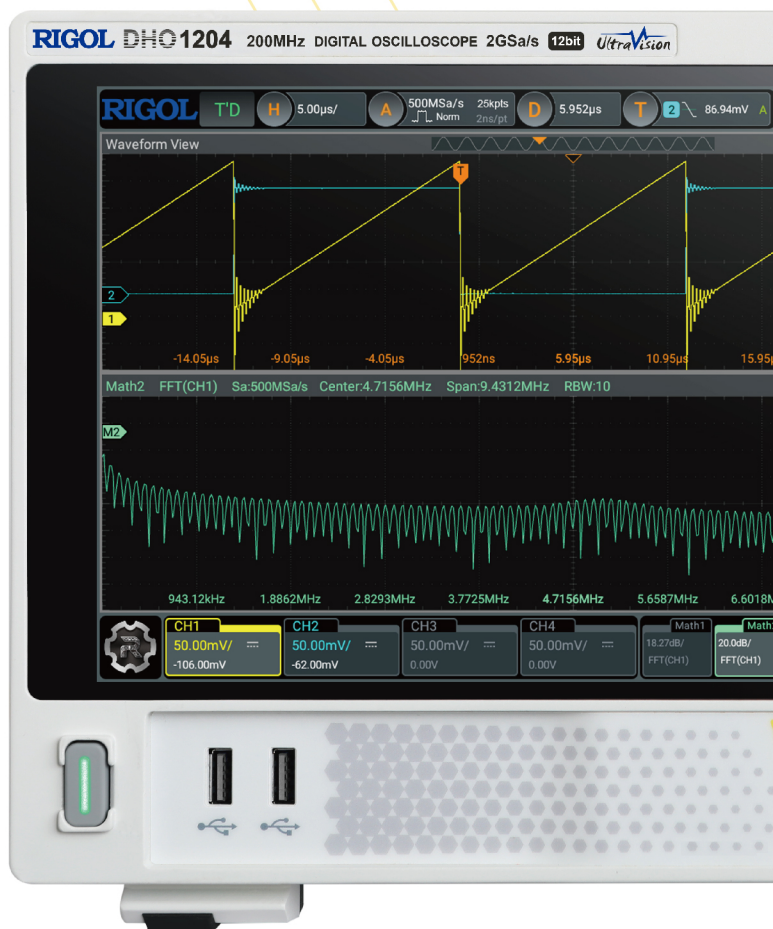 RIGOL DHO1204 200MHz DIGITAL OSCILLOSCOPE 2GSa/s 12bit UltraVision
RIGOL T'D H 5.00µs/ A 500MSa/s 25kpts D 5.952µs T 2 86.94mV A
Norm 2ns/pt
Waveform View
T
2
1
-14.05µs -9.05µs -4.05µs 952ns 5.95µs 10.95µs 15.95µ
Math2 FFT(CH1) Sa:500MSa/s Center:4.7156MHz Span:9.4312MHz RBW:10
M2
943.12kHz 1.8862MHz 2.8293MHz 3.7725MHz 4.7156MHz 5.6587MHz 6.6018M
CH1 CH2 CH3 CH4 Math1 Math
50.00mV/ 50.00mV/ 50.00mV/ 50.00mV/ 18.27dB/ 20.0dB/
-106.00mV -62.00mV 0.00V 0.00V FFT(CH1) FFT(CH1)